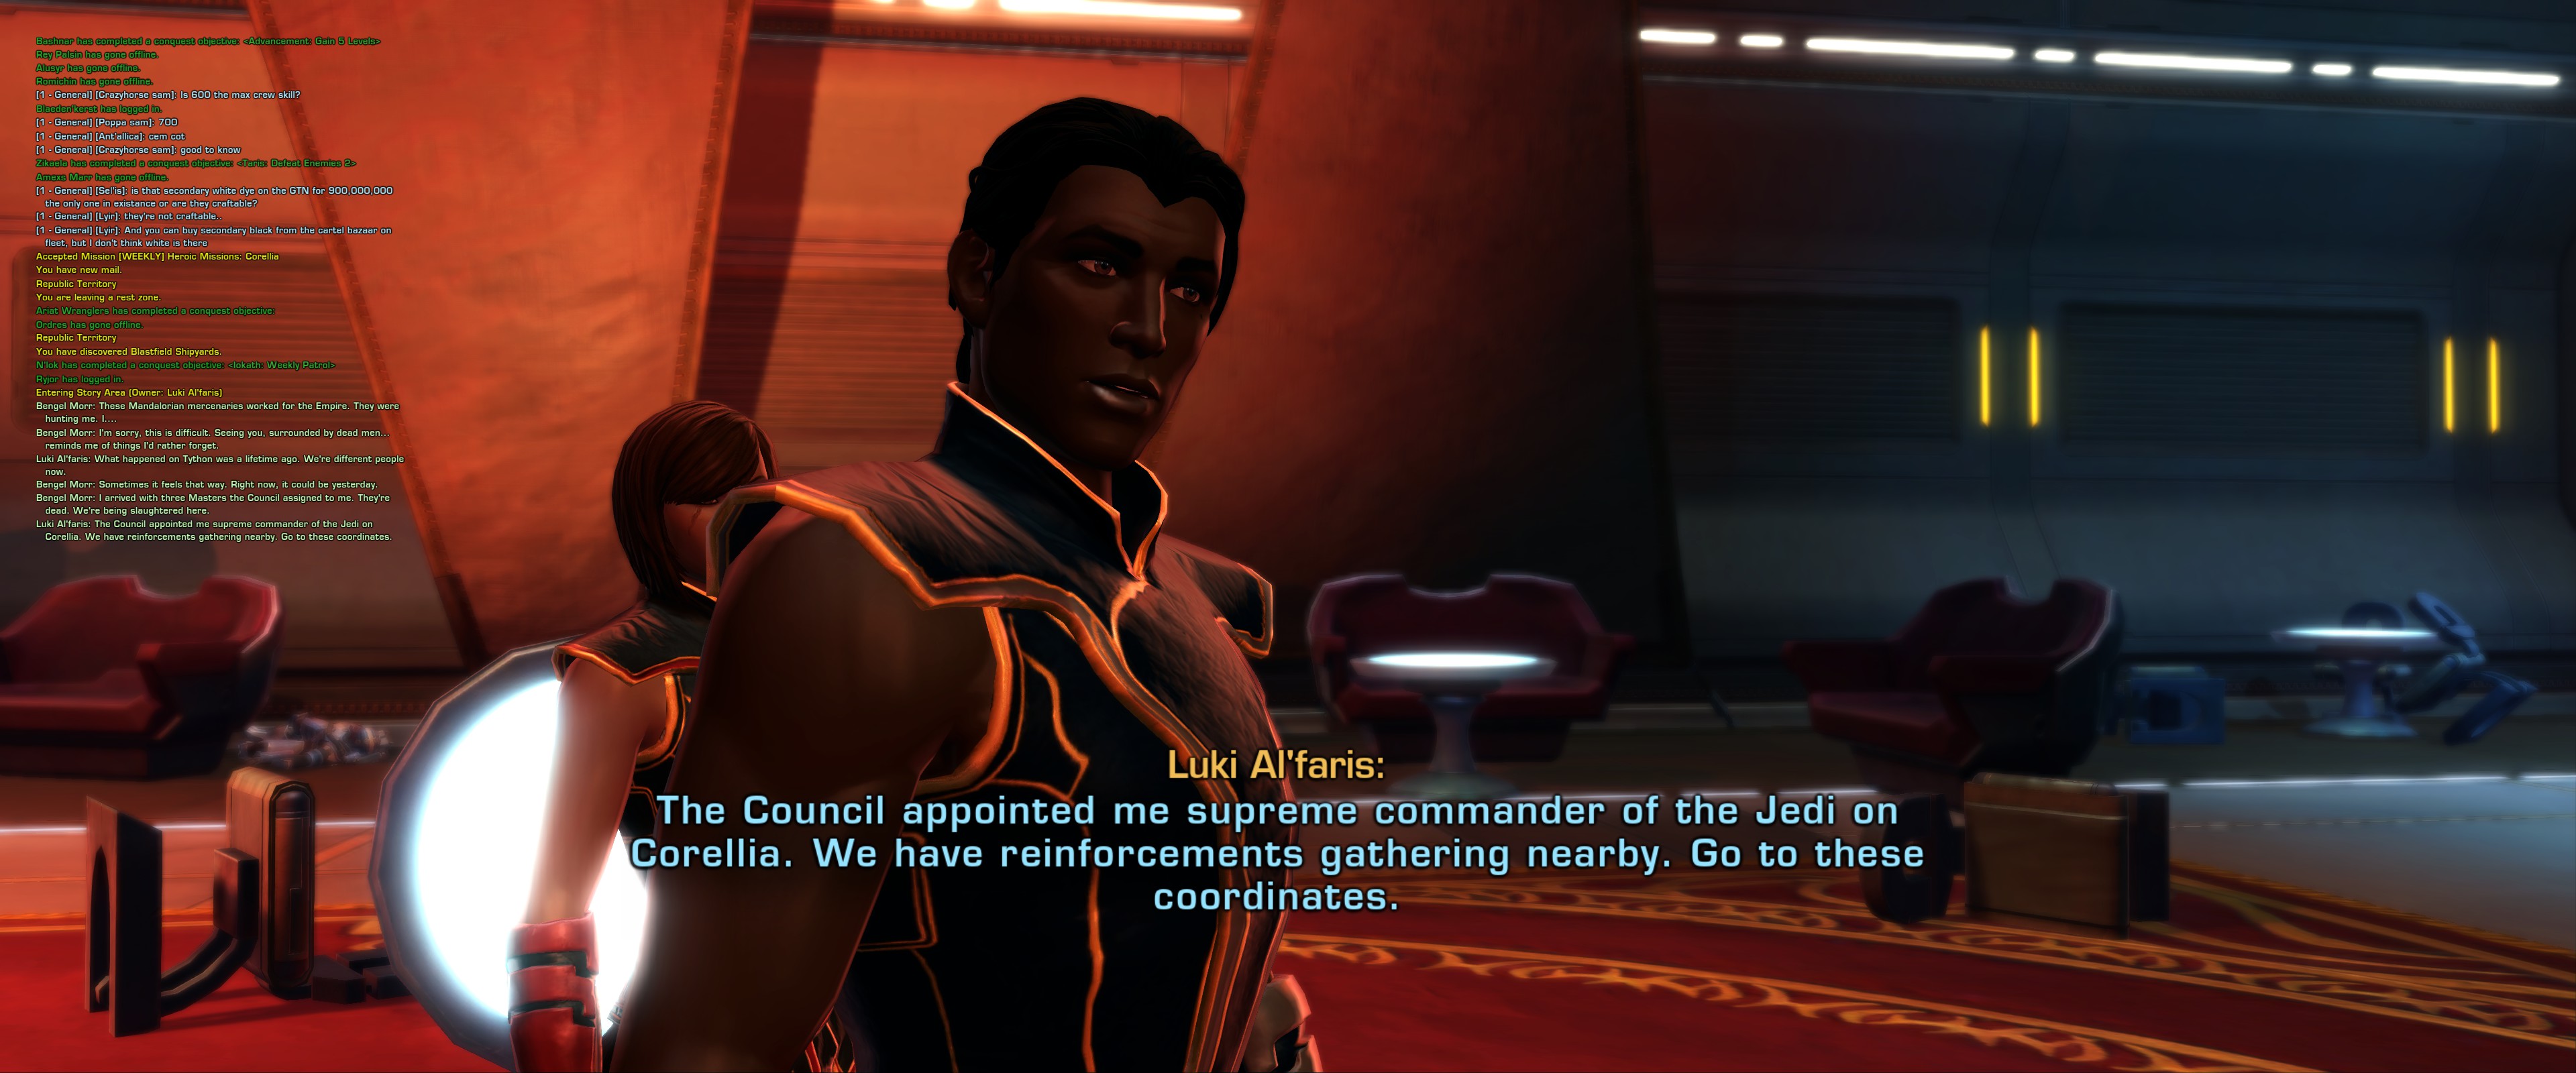 Bashnar has completed a conquest objective: <Advancement: Gain 5 Levels>
Rey Palsin has gone offline.
Alusyr has gone offline.
Romichin has gone offline.
[1 - General] [Crazyhorse sam]: Is 600 the max crew skill?
Blaeden'kerst has logged in.
[1 - General] [Poppa sam]: 700
[1 - General] [Ant'allica]: cem cot
[1 - General] [Crazyhorse sam]: good to know
Zikaela has completed a conquest objective: <Taris: Defeat Enemies 2>
Amexs Marr has gone offline.
[1 - General] [Sel'is]: is that secondary white dye on the GTN for 900,000,000
the only one in existance or are they craftable?
[1 - General] [Lyir]: they're not craftable..
[1 - General] [Lyir]: And you can buy secondary black from the cartel bazaar on
fleet, but I don't think white is there
Accepted Mission [WEEKLY] Heroic Missions: Corellia
You have new mail.
Republic Territory
You are leaving a rest zone.
Ariat Wranglers has completed a conquest objective:
Ordres has gone offline.
Republic Territory
You have discovered Blastfield Shipyards.
N'lok has completed a conquest objective: <Iokath: Weekly Patrol>
Ryjor has logged in.
Entering Story Area (Owner: Luki Al'faris)
Bengel Morr: These Mandalorian mercenaries worked for the Empire. They were
hunting me. I....
Bengel Morr: I'm sorry, this is difficult. Seeing you, surrounded by dead men...
reminds me of things I'd rather forget.
Luki Al'faris: What happened on Tython was a lifetime ago. We're different people
now.
Bengel Morr: Sometimes it feels that way. Right now, it could be yesterday.
Bengel Morr: I arrived with three Masters the Council assigned to me. They're
dead. We're being slaughtered here.
Luki Al'faris: The Council appointed me supreme commander of the Jedi on
Corellia. We have reinforcements gathering nearby. Go to these coordinates.
Luki Al'faris:
The Council appointed me supreme commander of the Jedi on
Corellia. We have reinforcements gathering nearby. Go to these
coordinates.